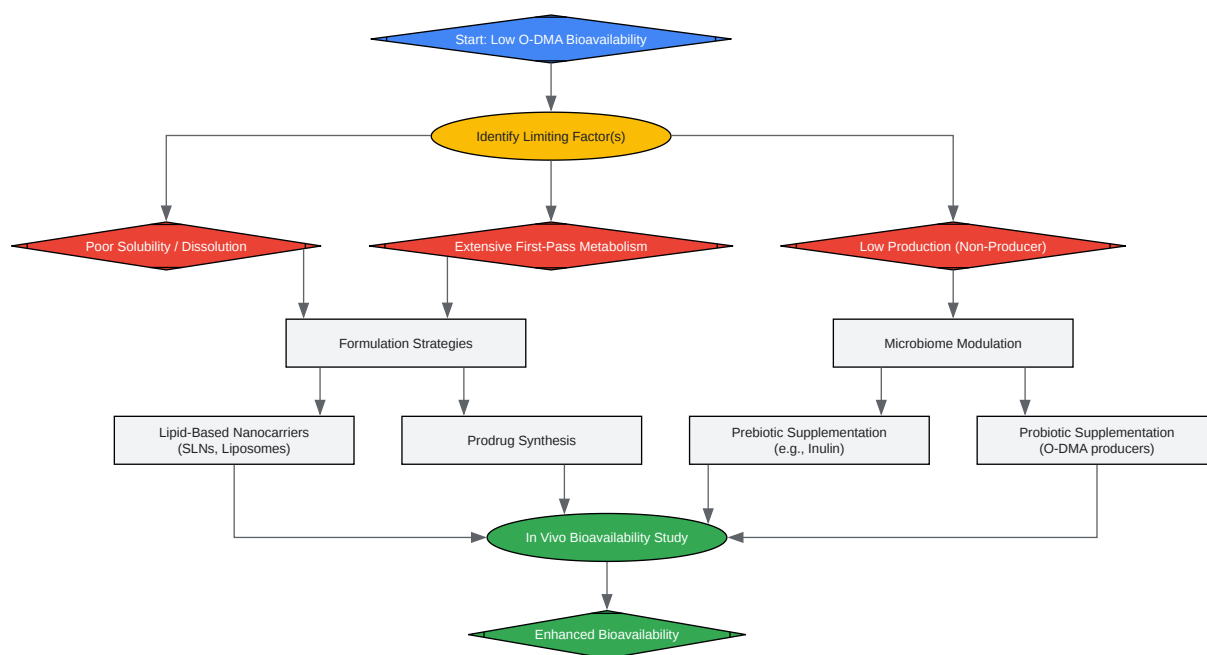 Start: Low O-DMA Bioavailability
Identify Limiting Factor(s)
Poor Solubility / Dissolution
Extensive First-Pass Metabolism
Low Production (Non-Producer)
Formulation Strategies
Microbiome Modulation
Lipid-Based Nanocarriers
(SLNs, Liposomes)
Prodrug Synthesis
Prebiotic Supplementation
(e.g., Inulin)
Probiotic Supplementation
(O-DMA producers)
In Vivo Bioavailability Study
Enhanced Bioavailability